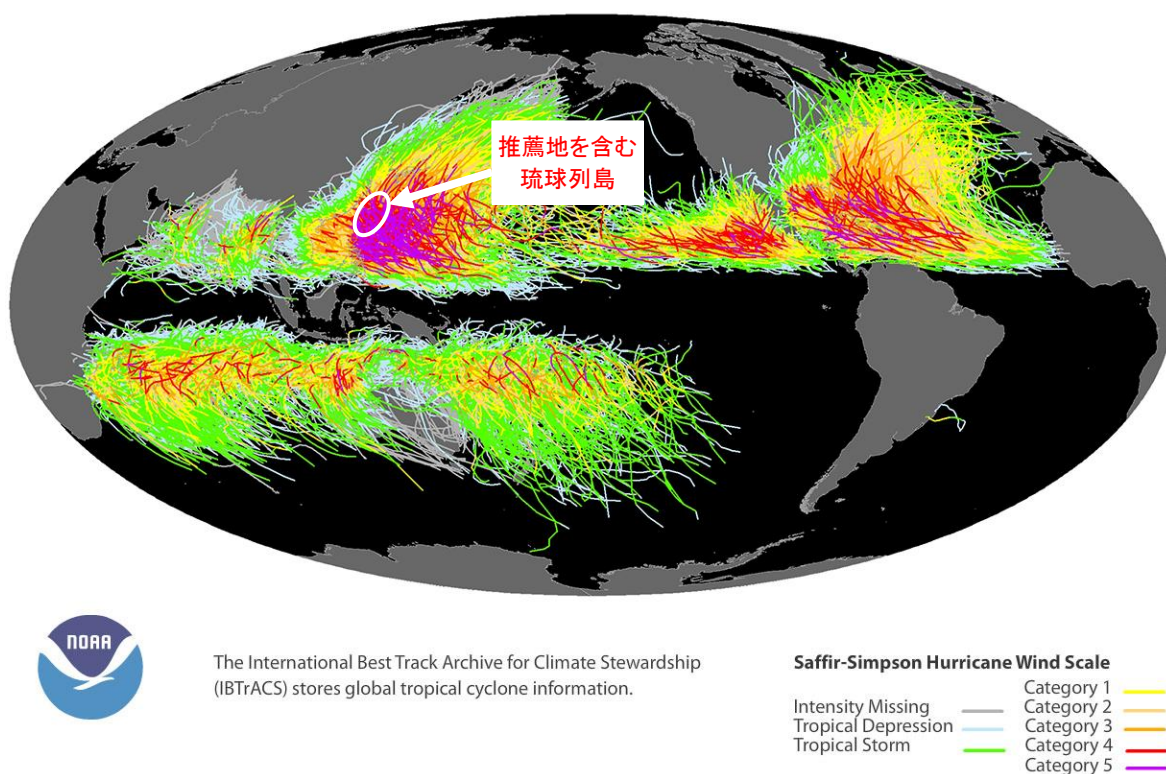 推薦地を含む
琉球列島
NOAA
The International Best Track Archive for Climate Stewardship
(IBTrACS) stores global tropical cyclone information.
Saffir-Simpson Hurricane Wind Scale
Intensity Missing
Tropical Depression
Tropical Storm
Category 1
Category 2
Category 3
Category 4
Category 5